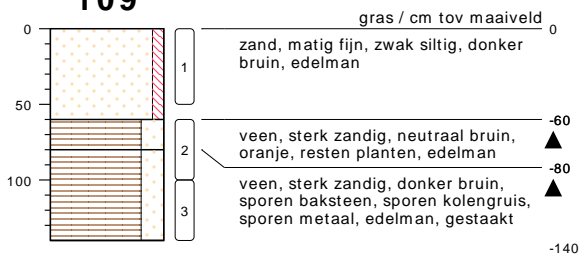 109
gras / cm tov maaiveld
0
0
zand, matig fijn, zwak siltig, donker
bruin, edelman
1
50
-60
veen, sterk zandig, neutraal bruin,
oranje, resten planten, edelman
2
-80
100
veen, sterk zandig, donker bruin,
sporen baksteen, sporen kolengruis,
sporen metaal, edelman, gestaakt
3
-140